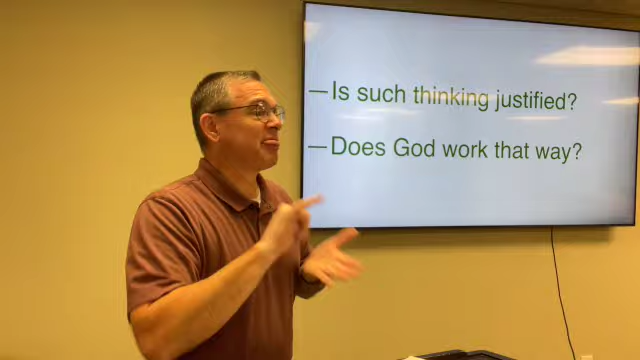 —Is such thinking justified?
—Does God work that way?